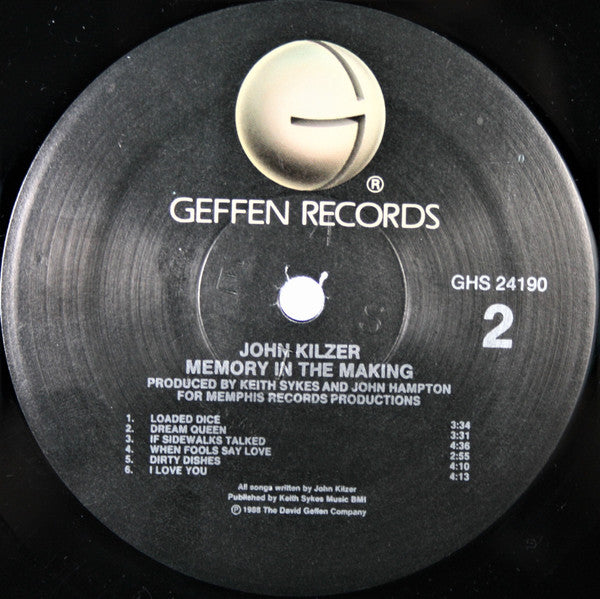 ®
GEFFEN RECORDS
GHS 24190
2
JOHN KILZER
MEMORY IN THE MAKING
PRODUCED BY KEITH SYKES AND JOHN HAMPTON
FOR MEMPHIS RECORDS PRODUCTIONS
1. LOADED DICE 3:34
2. DREAM QUEEN 3:31
3. IF SIDEWALKS TALKED 4:36
4. WHEN FOOLS SAY LOVE 2:55
5. DIRTY DISHES 4:10
6. I LOVE YOU 4:13
All songs written by John Kilzer
Published by Keith Sykes Music BMI
Ⓟ©1988 The David Geffen Company